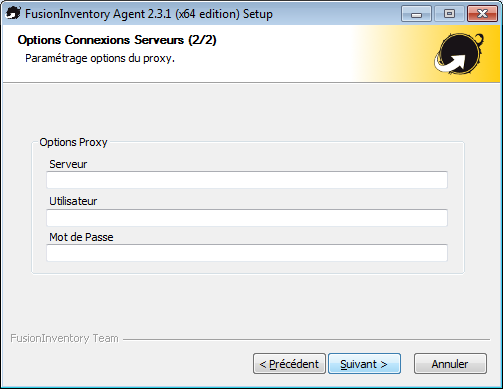 FusionInventory Agent 2.3.1 (x64 edition) Setup
Options Connexions Serveurs (2/2)
Paramétrage options du proxy.
Options Proxy
Serveur
Utilisateur
Mot de Passe
FusionInventory Team
< Précédent
Suivant >
Annuler